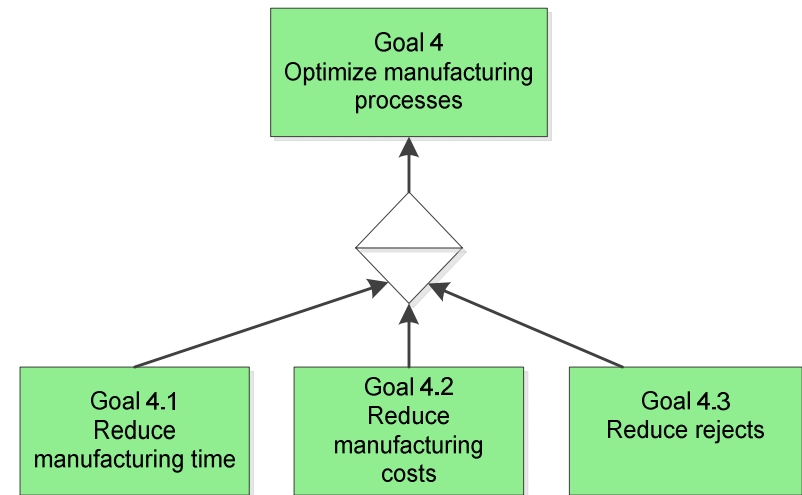 Goal 4
Optimize manufacturing
processes
Goal 4.1
Reduce
manufacturing time
Goal 4.2
Reduce
manufacturing
costs
Goal 4.3
Reduce rejects